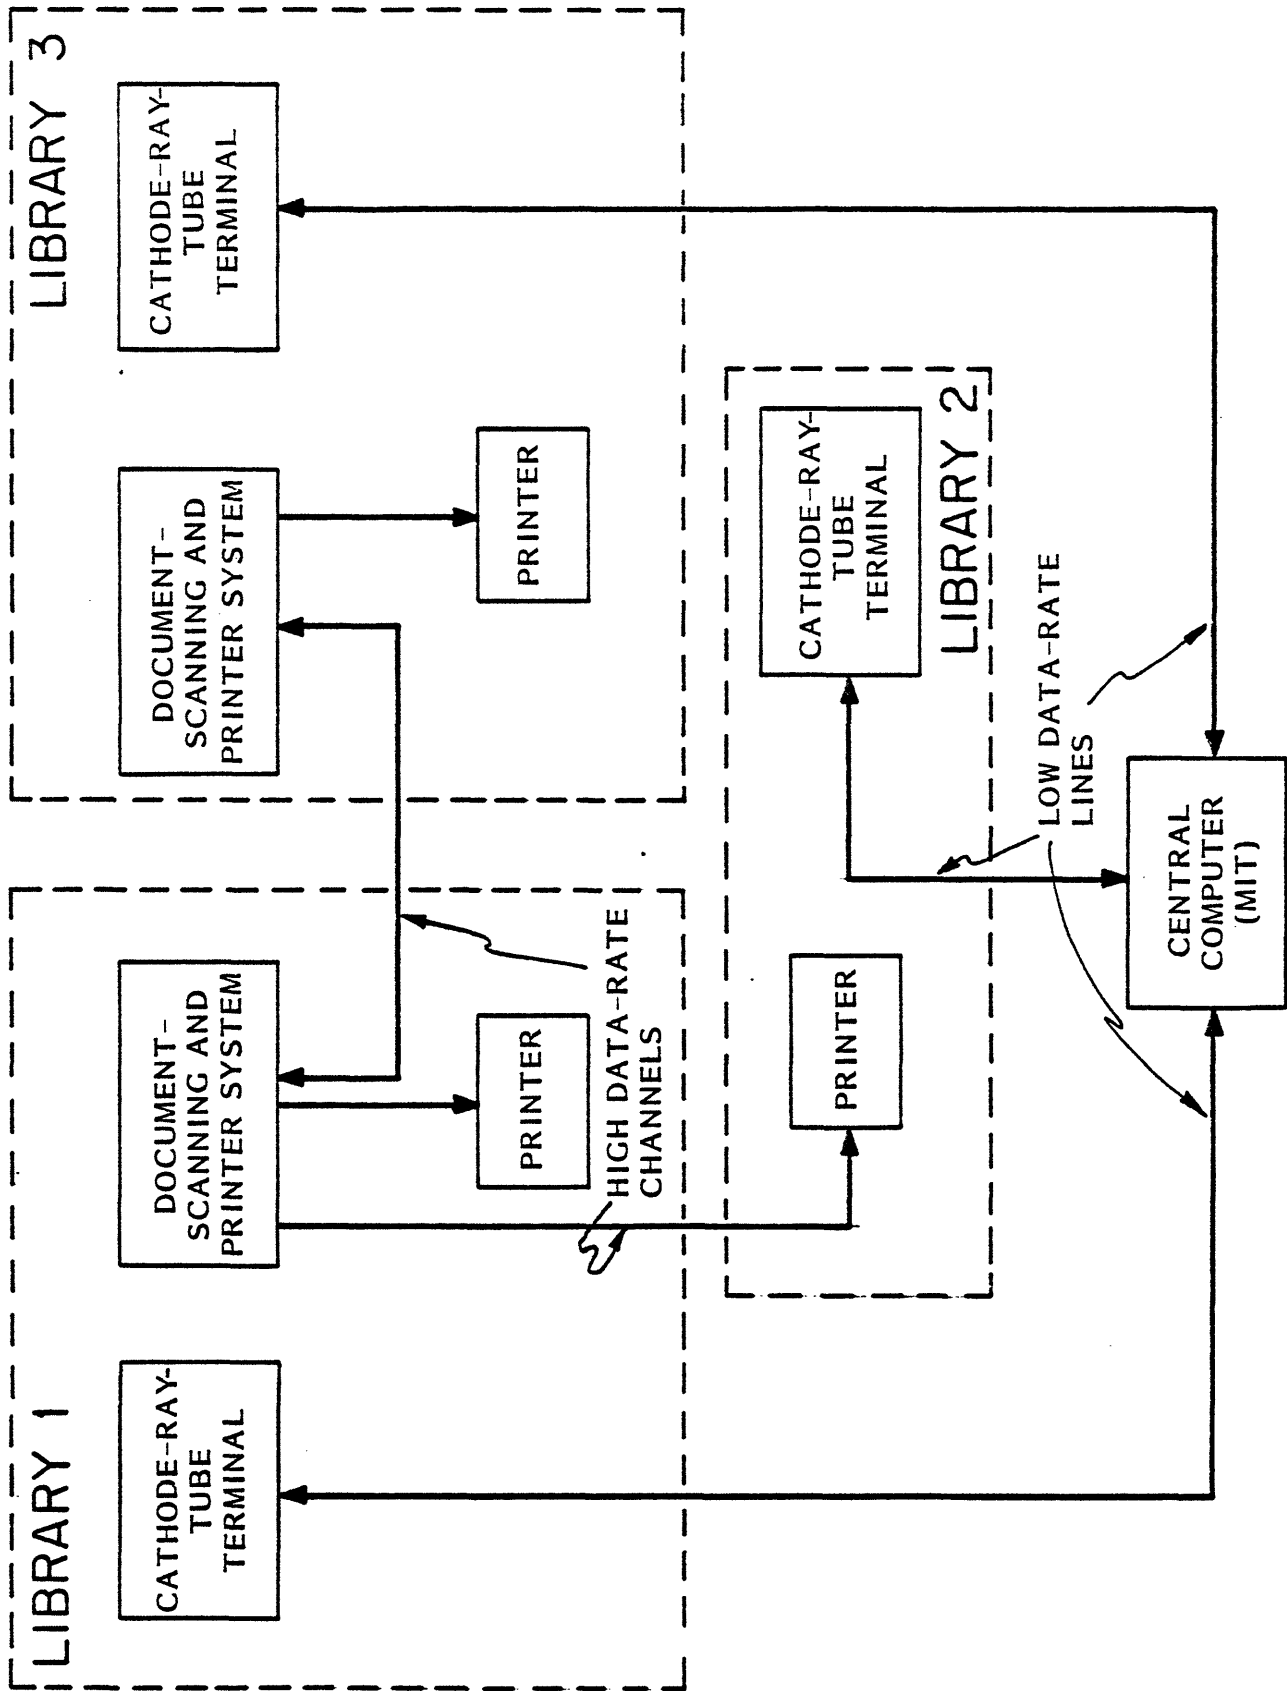 LIBRARY 1
CATHODE-RAY-
TUBE
TERMINAL
DOCUMENT-
SCANNING AND
PRINTER SYSTEM
PRINTER
HIGH DATA-RATE
CHANNELS
LIBRARY 3
DOCUMENT-
SCANNING AND
PRINTER SYSTEM
PRINTER
CATHODE-RAY-
TUBE
TERMINAL
PRINTER
CATHODE-RAY-
TUBE
TERMINAL
LIBRARY 2
LOW DATA-RATE
LINES
CENTRAL
COMPUTER
(MIT)